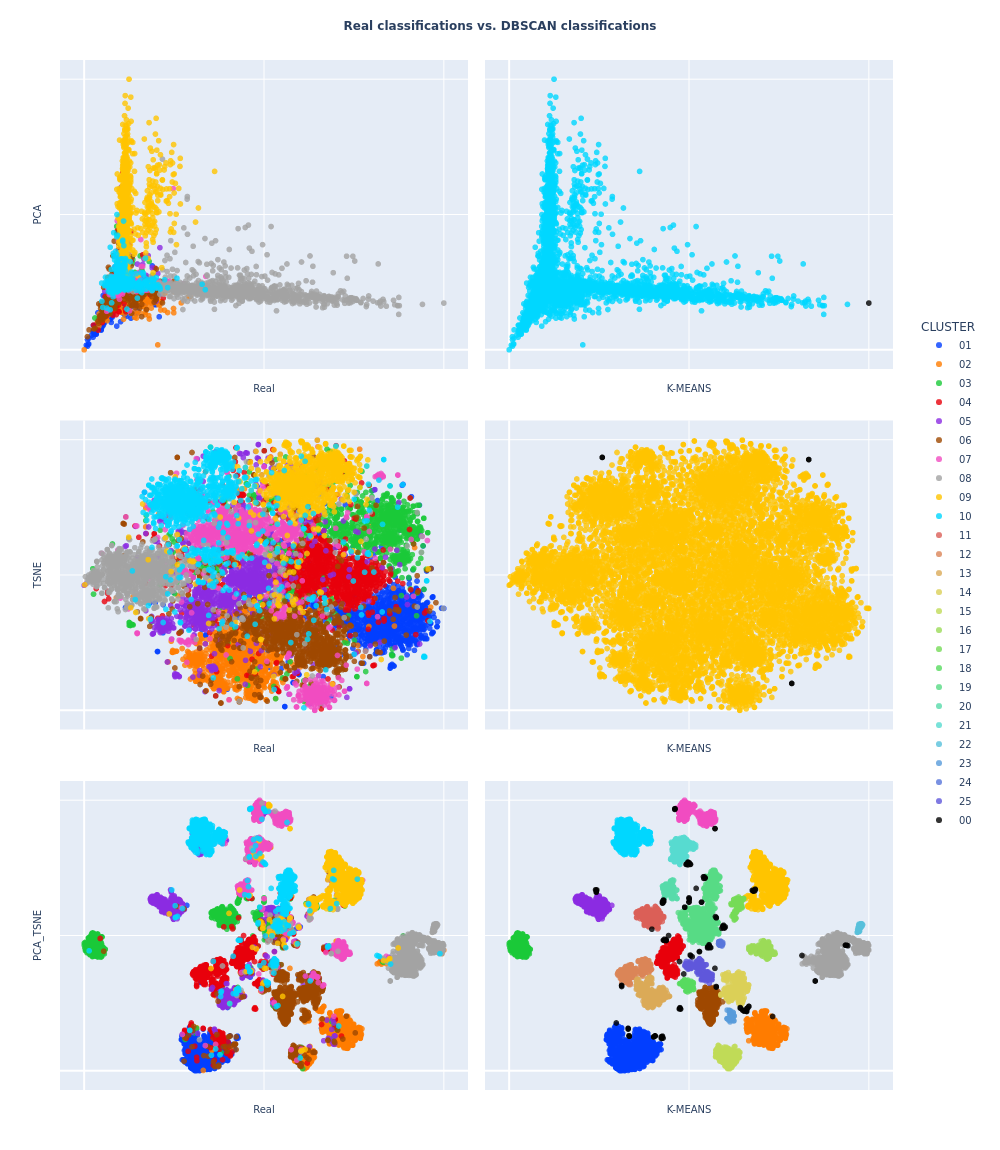 Real classifications vs. DBSCAN classifications
PCA
Real
K-MEANS
TSNE
Real
K-MEANS
PCA_TSNE
Real
K-MEANS
CLUSTER
01
02
03
04
05
06
07
08
09
10
11
12
13
14
15
16
17
18
19
20
21
22
23
24
25
00